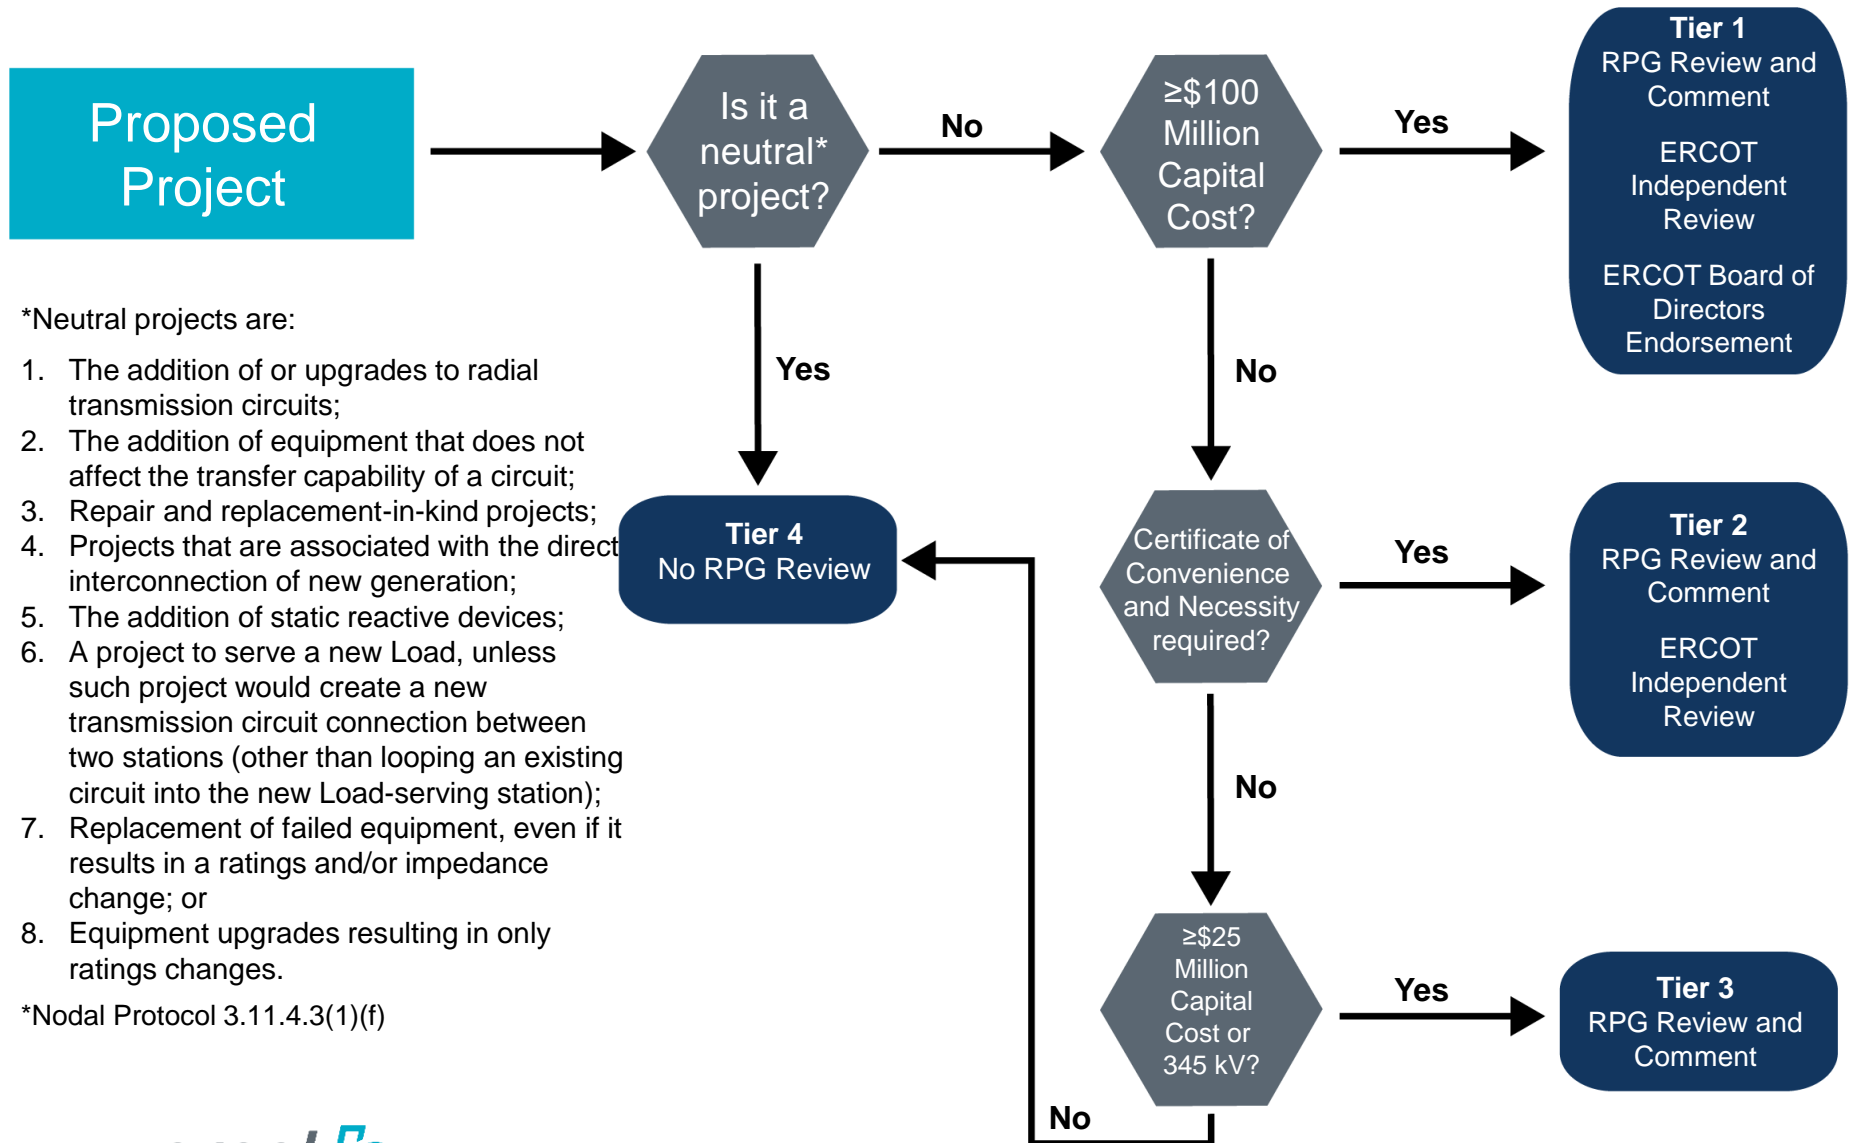 Proposed
Project
Is it a
neutral*
project?
No
≥$100
Million
Capital
Cost?
Yes
Tier 1
RPG Review and
Comment
ERCOT
Independent
Review
ERCOT Board of
Directors
Endorsement
*Neutral projects are:
1. The addition of or upgrades to radial
transmission circuits;
2. The addition of equipment that does not
affect the transfer capability of a circuit;
3. Repair and replacement-in-kind projects;
4. Projects that are associated with the direct
interconnection of new generation;
5. The addition of static reactive devices;
6. A project to serve a new Load, unless
such project would create a new
transmission circuit connection between
two stations (other than looping an existing
circuit into the new Load-serving station);
7. Replacement of failed equipment, even if it
results in a ratings and/or impedance
change; or
8. Equipment upgrades resulting in only
ratings changes.
*Nodal Protocol 3.11.4.3(1)(f)
Yes
No
Tier 4
No RPG Review
Certificate of
Convenience
and Necessity
required?
Yes
Tier 2
RPG Review and
Comment
ERCOT
Independent
Review
No
≥$25
Million
Capital
Cost or
345 kV?
Yes
Tier 3
RPG Review and
Comment
No